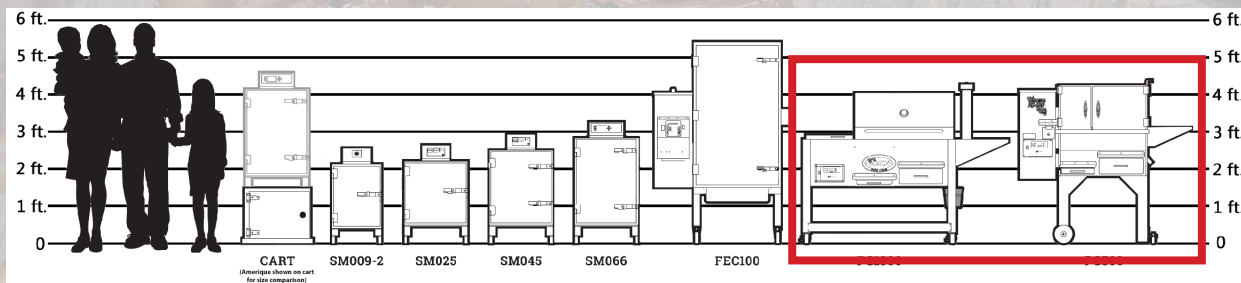 6 ft.
6 ft.
5 ft.
5 ft.
4 ft.
4 ft.
3 ft.
3 ft.
2 ft.
2 ft.
1 ft.
1 ft.
0
0
CART
(Amerique shown on cart
for size comparison)
SM009-2
SM025
SM045
SM066
FEC100